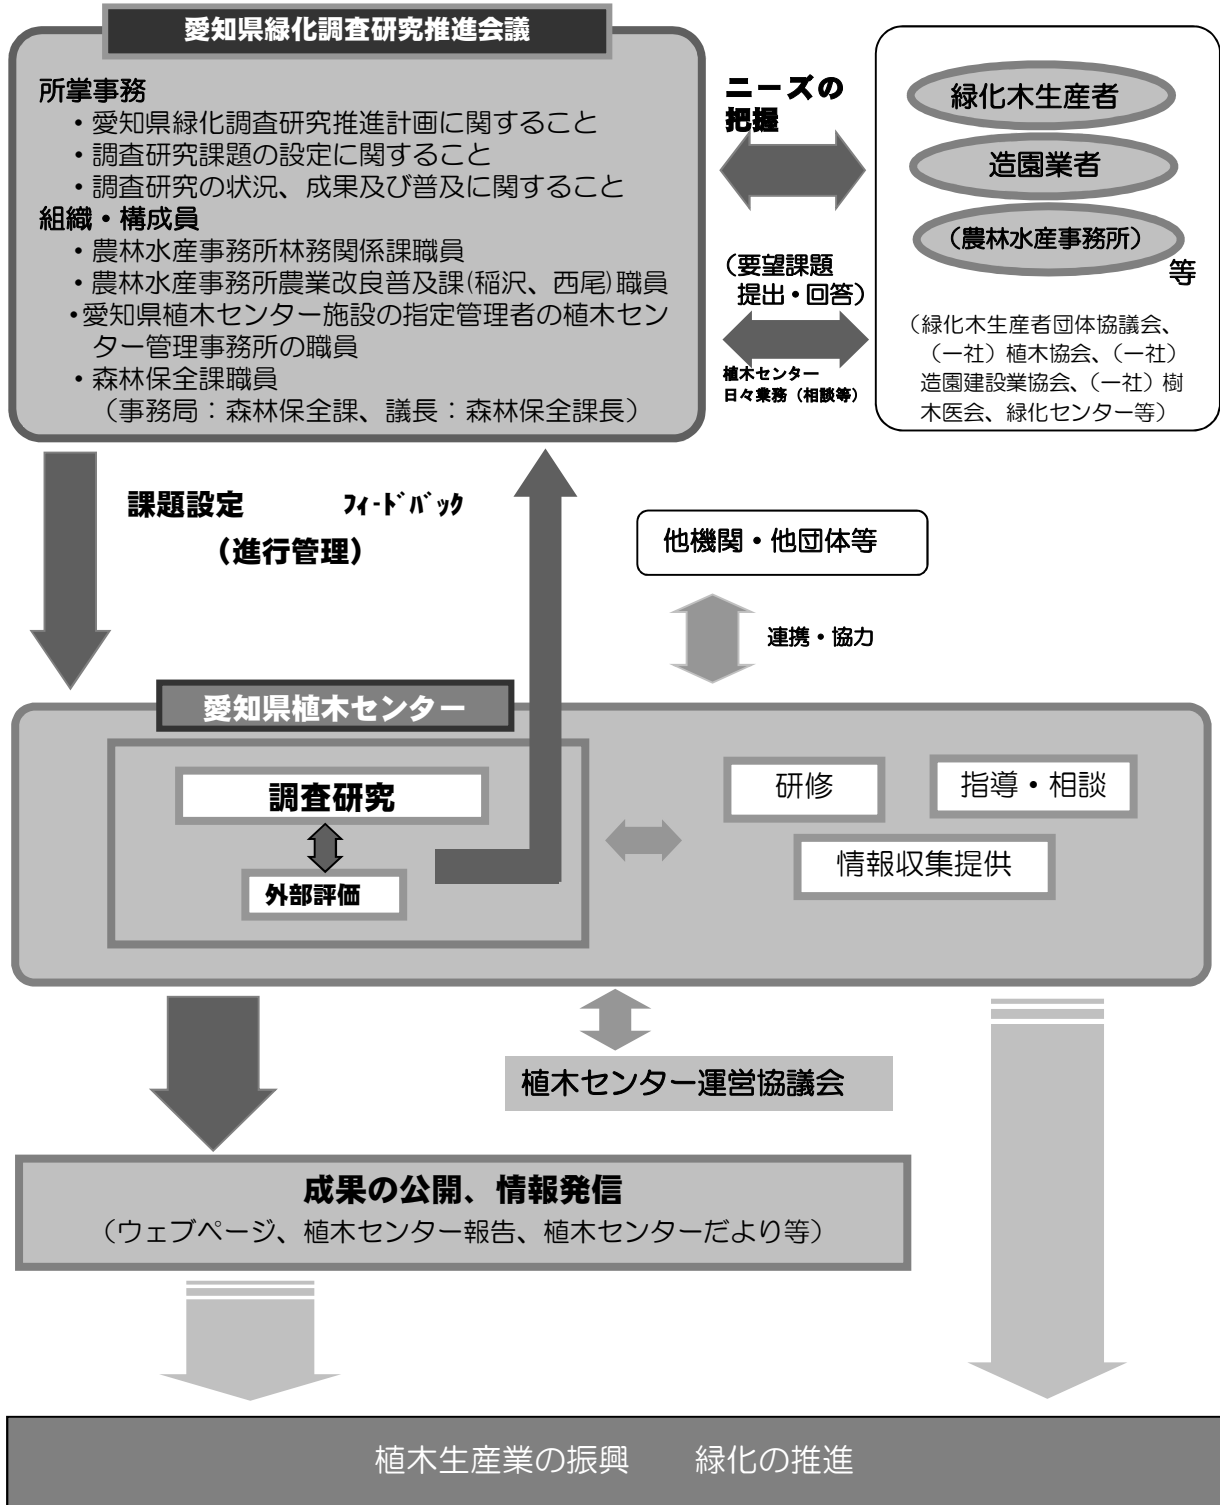 愛知県緑化調査研究推進会議
所掌事務
・愛知県緑化調査研究推進計画に関すること
・調査研究課題の設定に関すること
・調査研究の状況、成果及び普及に関すること
組織・構成員
・農林水産事務所林務関係課職員
・農林水産事務所農業改良普及課(稲沢、西尾)職員
・愛知県植木センター施設の指定管理者の植木セン
ター管理事務所の職員
・森林保全課職員
（事務局：森林保全課、議長：森林保全課長）
ニーズの
把握
（要望課題
提出・回答）
植木センター
日々業務（相談等）
緑化木生産者
造園業者
（農林水産事務所）
等
（緑化木生産者団体協議会、
（一社）植木協会、（一社）
造園建設業協会、（一社）樹
木医会、緑化センター等）
課題設定
ﾌｨｰﾄﾞﾊﾞｯｸ
（進行管理）
他機関・他団体等
連携・協力
愛知県植木センター
調査研究
外部評価
研修
指導・相談
情報収集提供
植木センター運営協議会
成果の公開、情報発信
（ウェブページ、植木センター報告、植木センターだより等）
植木生産業の振興　　緑化の推進